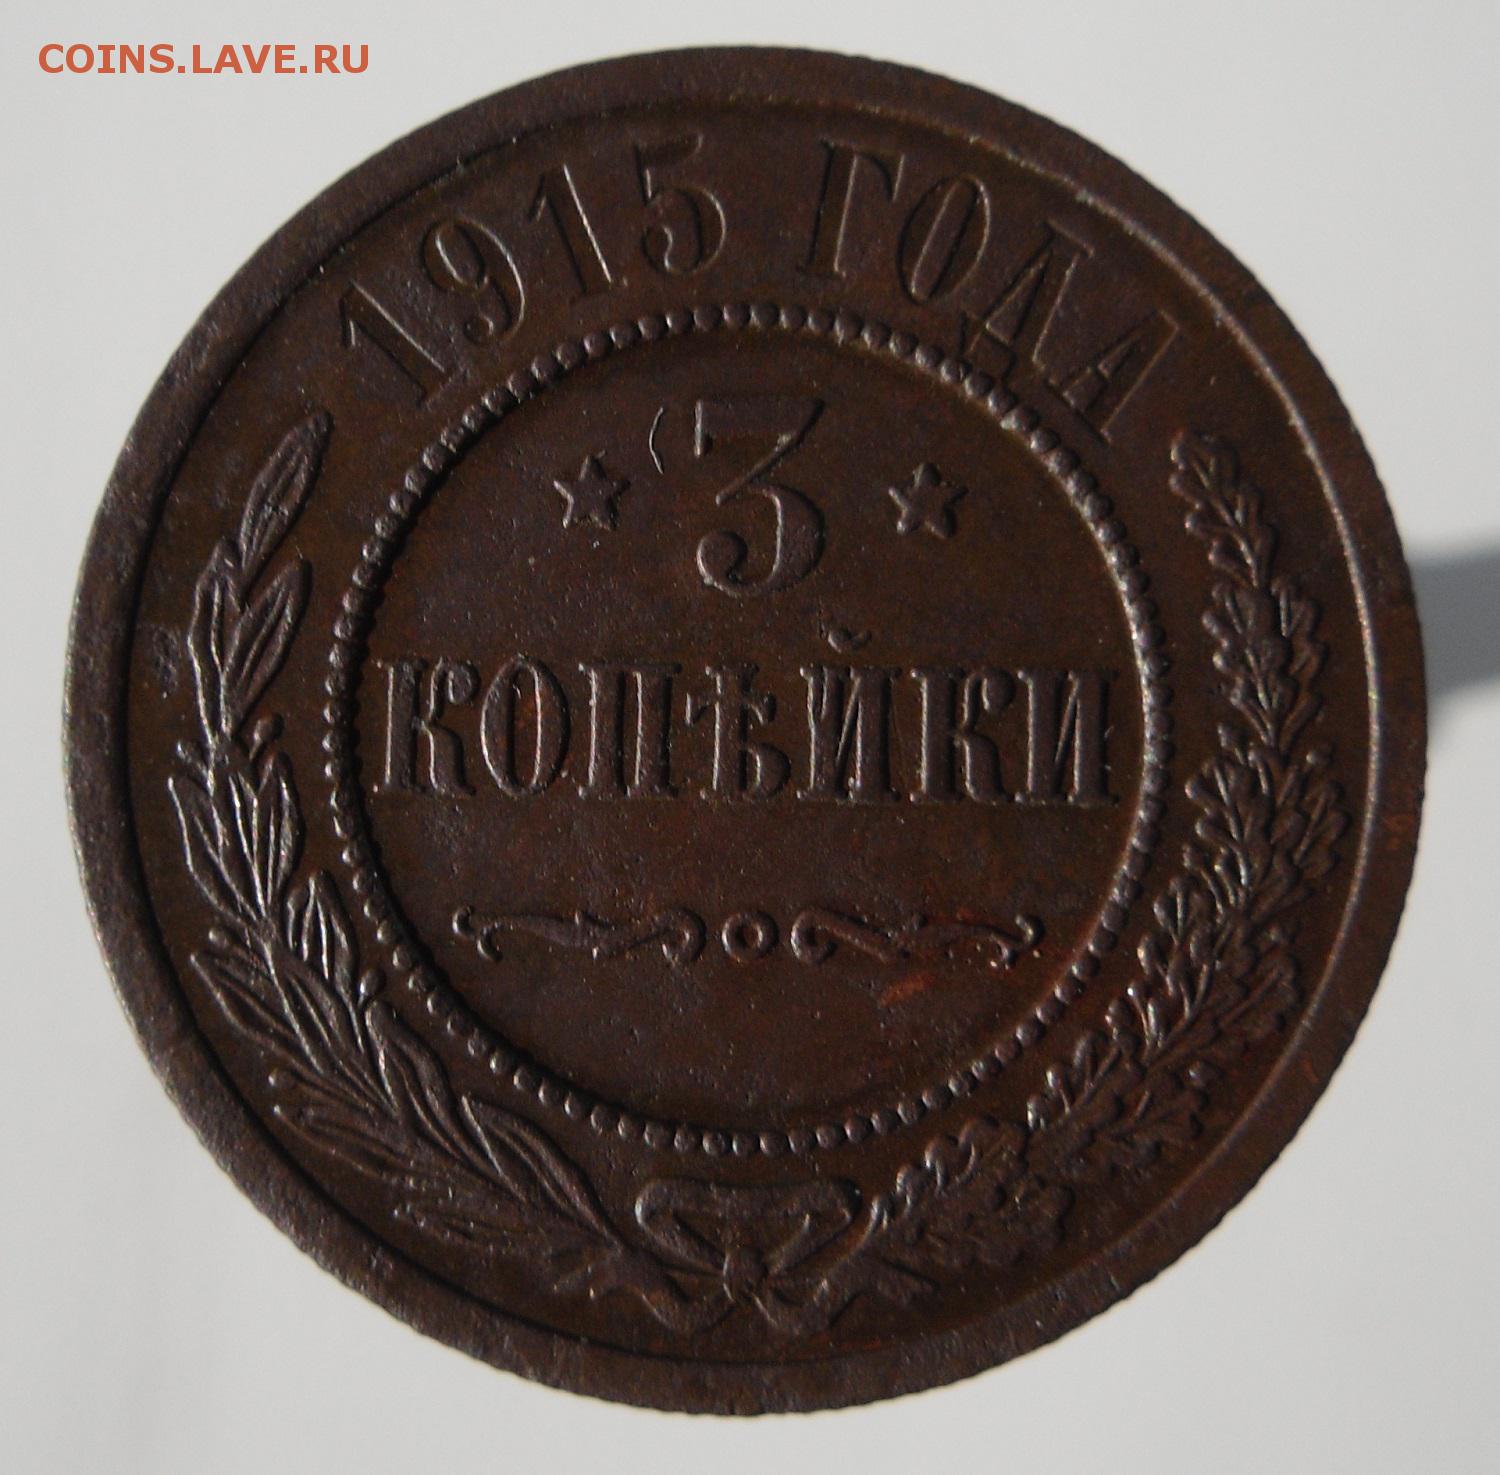 COINS.LAVE.RU
1915 ГОДА
3
КОПѢЙКИ